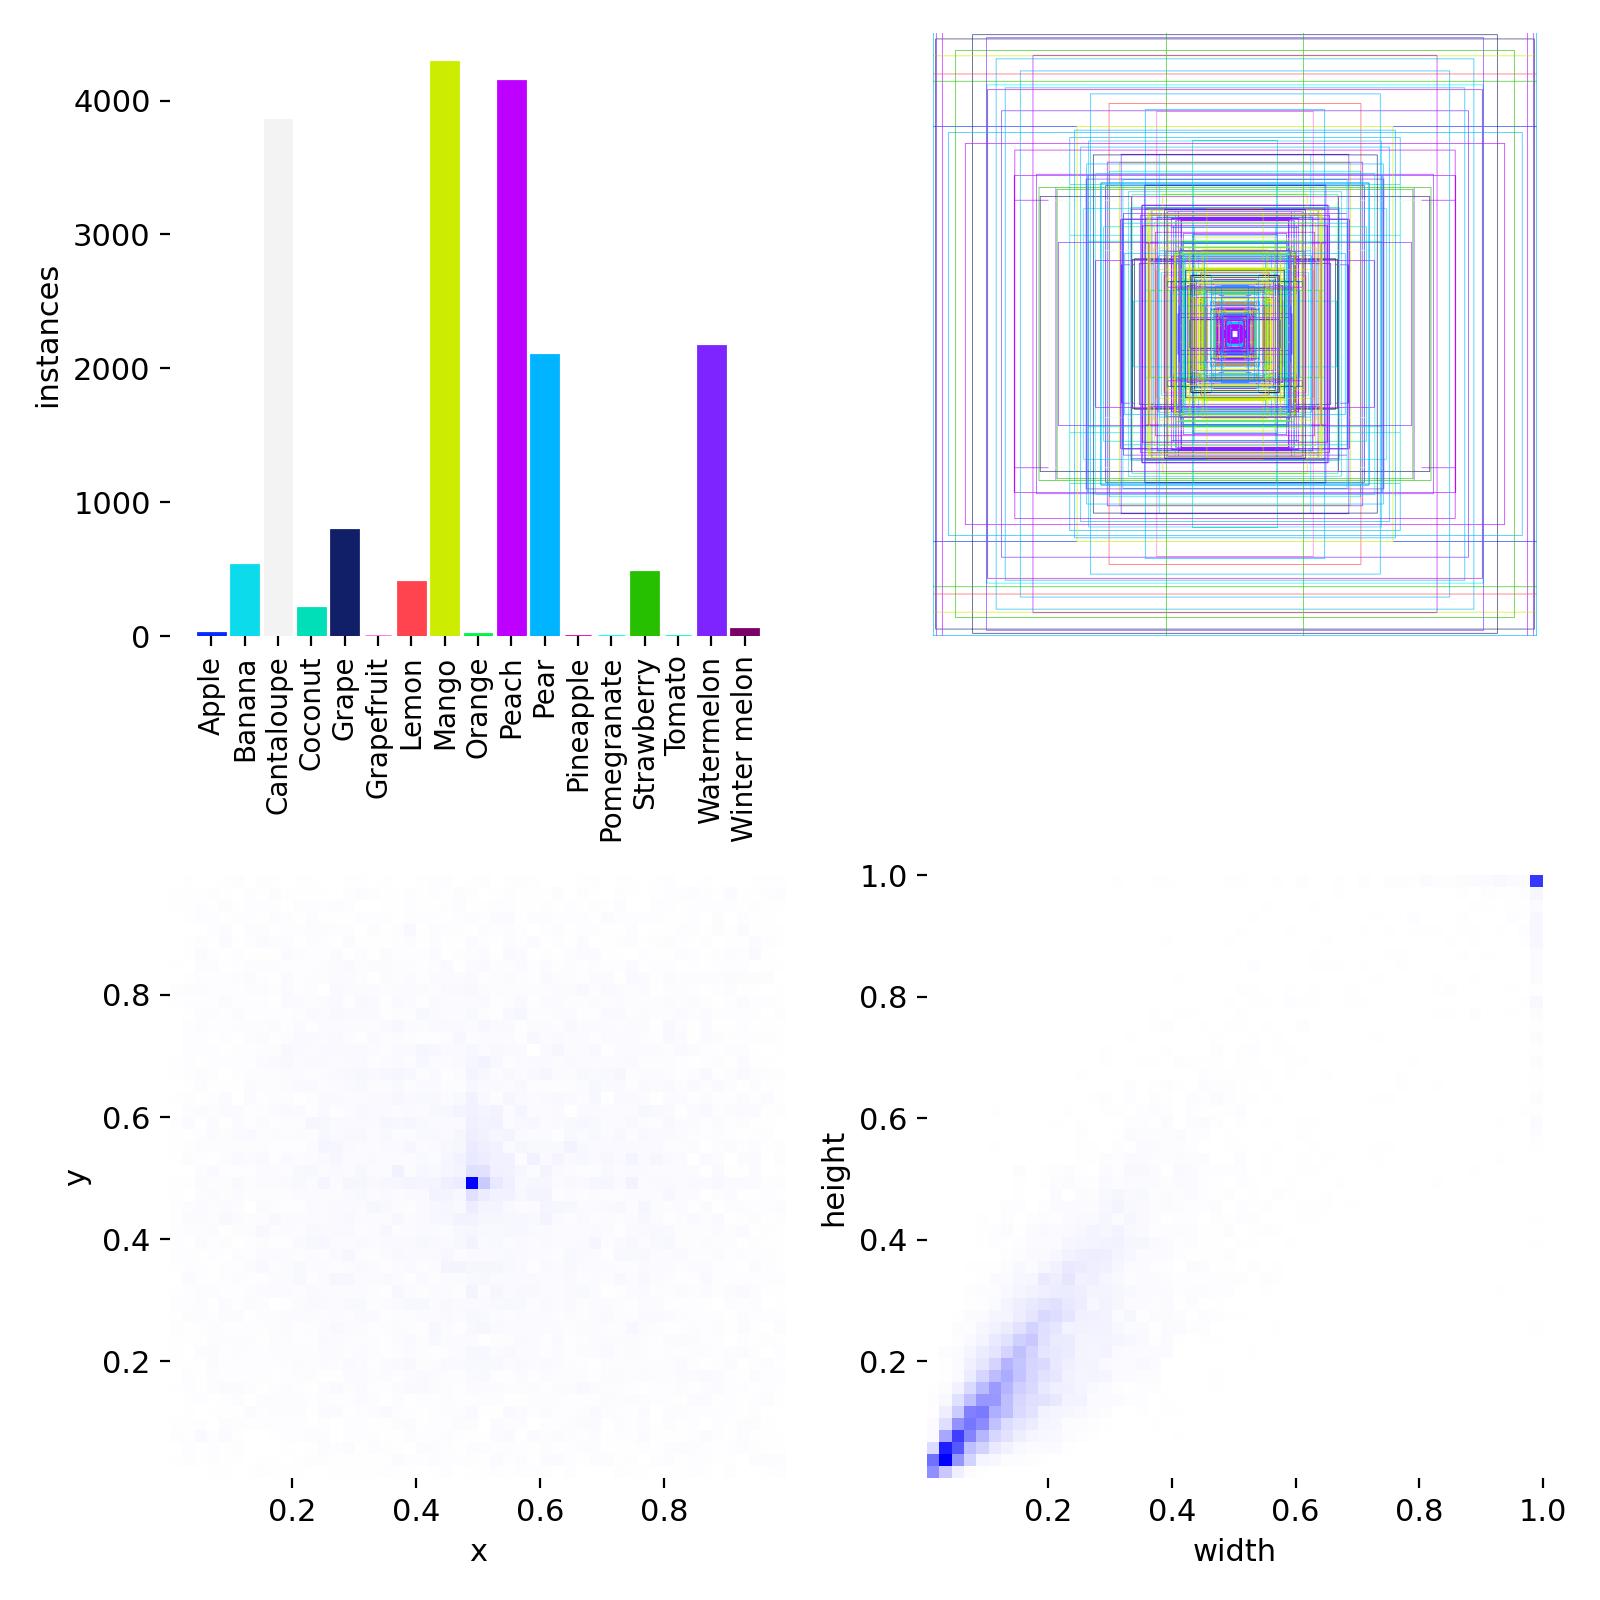 instances
4000
3000
2000
1000
0
Apple
Banana
Cantaloupe
Coconut
Grape
Grapefruit
Lemon
Mango
Orange
Peach
Pear
Pineapple
Pomegranate
Strawberry
Tomato
Watermelon
Winter melon
y
0.8
0.6
0.4
0.2
0.2 0.4 0.6 0.8
x
height
1.0
0.8
0.6
0.4
0.2
0.2 0.4 0.6 0.8 1.0
width